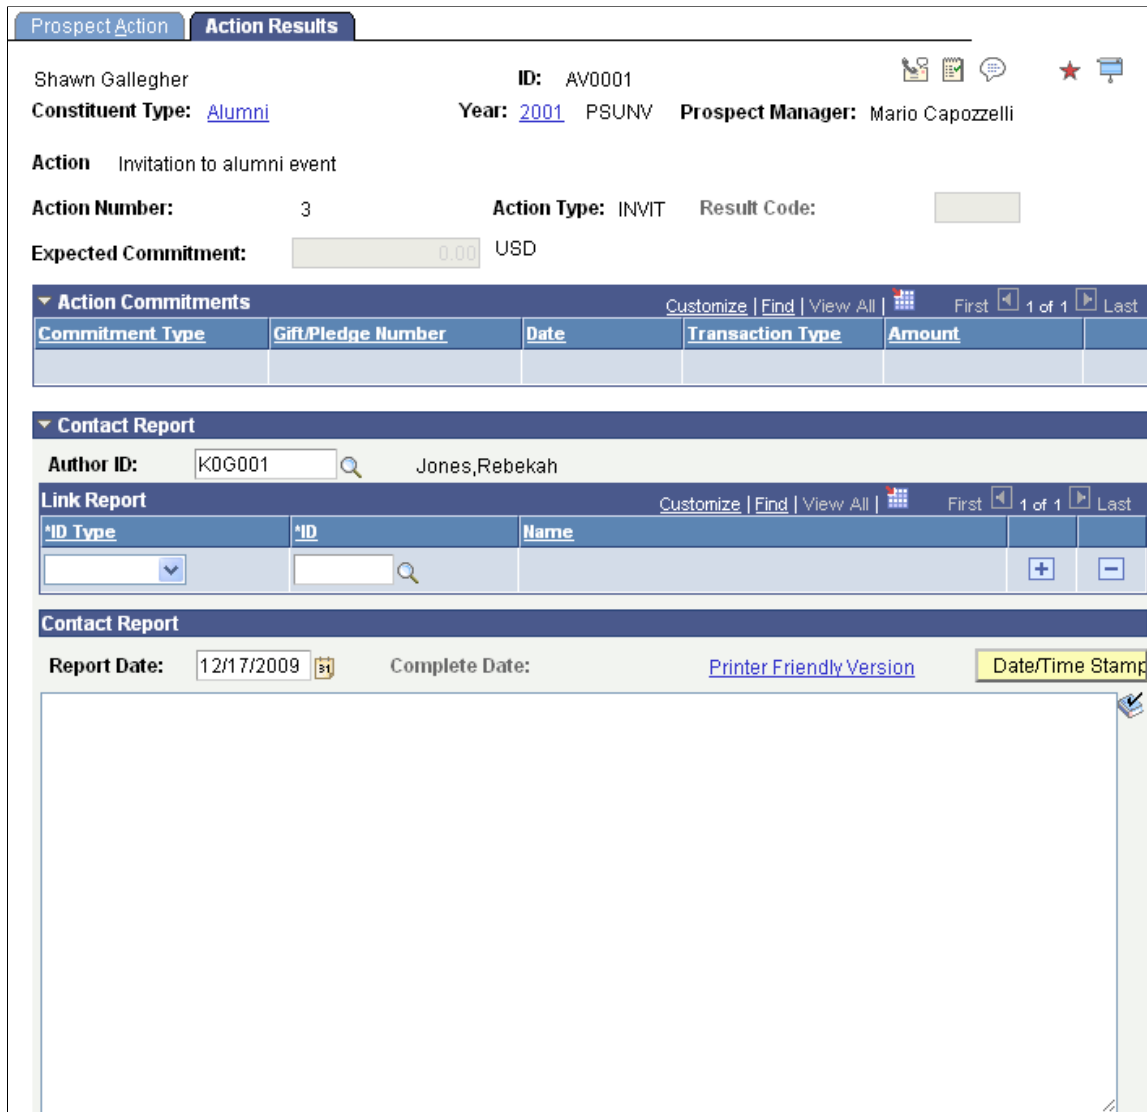 Prospect Action Action Results
Shawn Gallegher ID: AV0001
Constituent Type: Alumni Year: 2001 PSUNV Prospect Manager: Mario Capozzelli
Action Invitation to alumni event
Action Number: 3 Action Type: INVIT Result Code:
Expected Commitment: 0.00 USD
Action Commitments Customize | Find | View All | First 1 of 1 Last
Commitment Type Gift/Pledge Number Date Transaction Type Amount
Contact Report
Author ID: K0G001 Jones,Rebekah
Link Report Customize | Find | View All | First 1 of 1 Last
*ID Type *ID Name
Contact Report
Report Date: 12/17/2009 31 Complete Date: Printer Friendly Version Date/Time Stamp